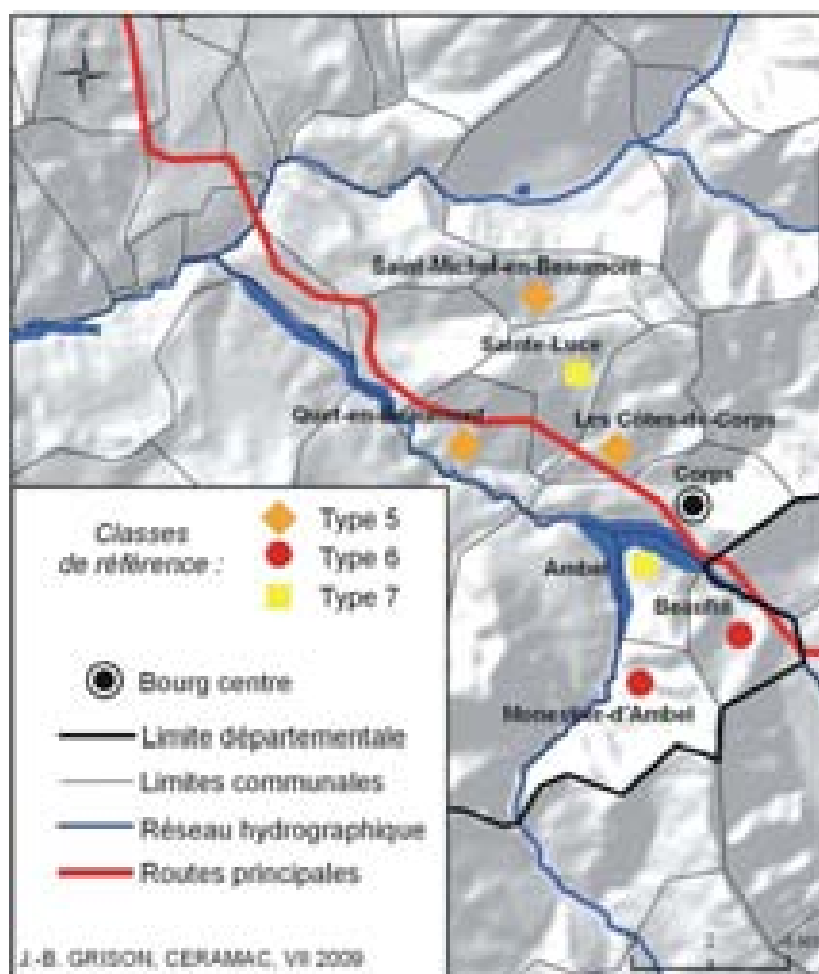 Saint-Michel-en-Beaumont
Sainte-Luce
Quet-en-Beaumont
Les Côtes-de-Corps
Corps
Ambel
Beaufin
Monestier-d'Ambel
Classes
de référence :
Type 5
Type 6
Type 7
Bourg centre
Limite départementale
Limites communales
Réseau hydrographique
Routes principales
J.-B. GRISON, CERAMAC, VII 2009